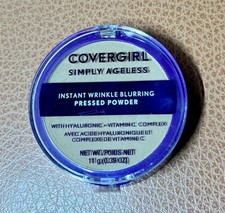 COVERGIRL
SIMPLY AGELESS
INSTANT WRINKLE BLURRING
PRESSED POWDER
WITH HYALURONIC + VITAMIN C COMPLEX
AVEC ACIDE HYALURONIQUE ET
COMPLEXE DE VITAMINE C
NET WT./POIDS NET
11 g (0.39 OZ)